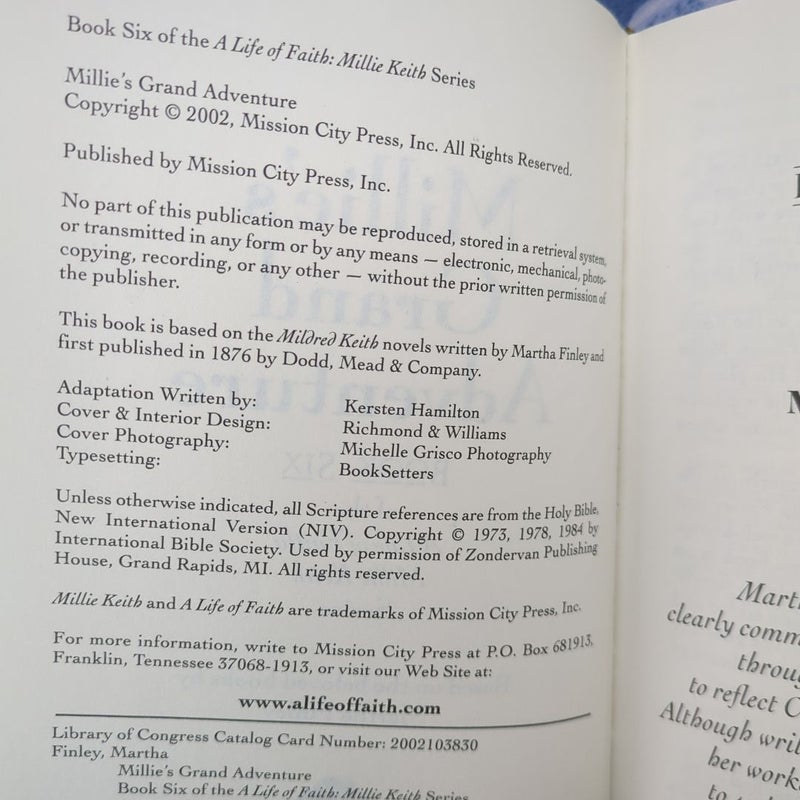 Book Six of the A Life of Faith: Millie Keith Series
Millie's Grand Adventure
Copyright © 2002, Mission City Press, Inc. All Rights Reserved.
Published by Mission City Press, Inc.
No part of this publication may be reproduced, stored in a retrieval system,
or transmitted in any form or by any means — electronic, mechanical, photo-
copying, recording, or any other — without the prior written permission of
the publisher.
This book is based on the Mildred Keith novels written by Martha Finley and
first published in 1876 by Dodd, Mead & Company.
Adaptation Written by: Kersten Hamilton
Cover & Interior Design: Richmond & Williams
Cover Photography: Michelle Grisco Photography
Typesetting: BookSetters
Unless otherwise indicated, all Scripture references are from the Holy Bible,
New International Version (NIV). Copyright © 1973, 1978, 1984 by
International Bible Society. Used by permission of Zondervan Publishing
House, Grand Rapids, MI. All rights reserved.
Millie Keith and A Life of Faith are trademarks of Mission City Press, Inc.
For more information, write to Mission City Press at P.O. Box 681913,
Franklin, Tennessee 37068-1913, or visit our Web Site at:
www.alifeoffaith.com
Library of Congress Catalog Card Number: 2002103830
Finley, Martha
Millie's Grand Adventure
Book Six of the A Life of Faith: Millie Keith Series
clearly
to reflect
Although
her
to